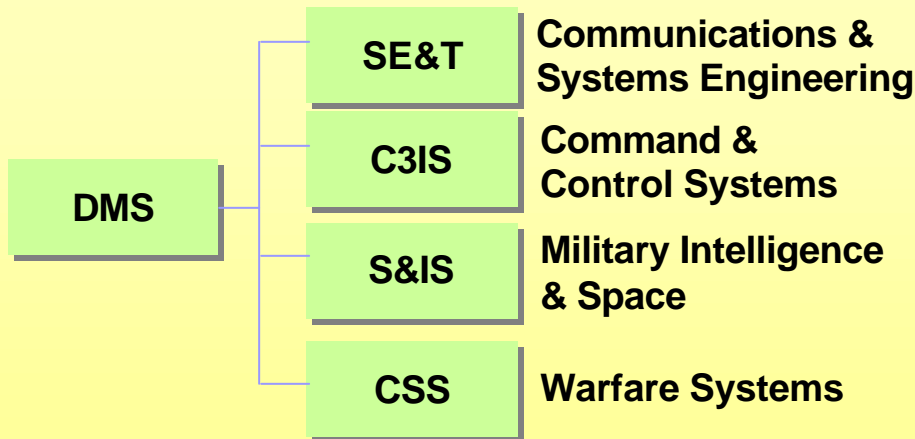 DMS
SE&T
Communications &
Systems Engineering
C3IS
Command &
Control Systems
S&IS
Military Intelligence
& Space
CSS
Warfare Systems